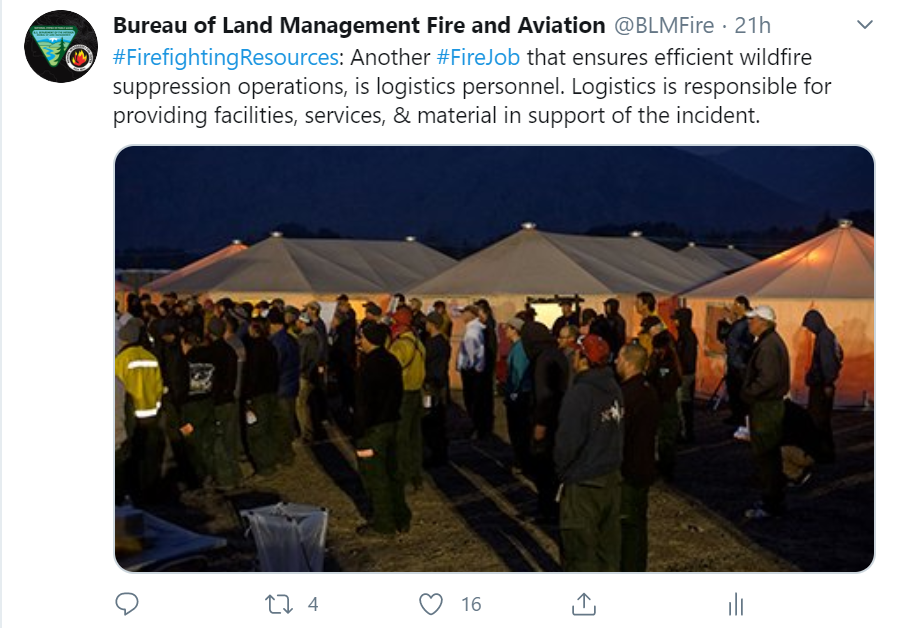 Bureau of Land Management Fire and Aviation @BLMFire · 21h
#FirefightingResources: Another #FireJob that ensures efficient wildfire
suppression operations, is logistics personnel. Logistics is responsible for
providing facilities, services, & material in support of the incident.
4 16